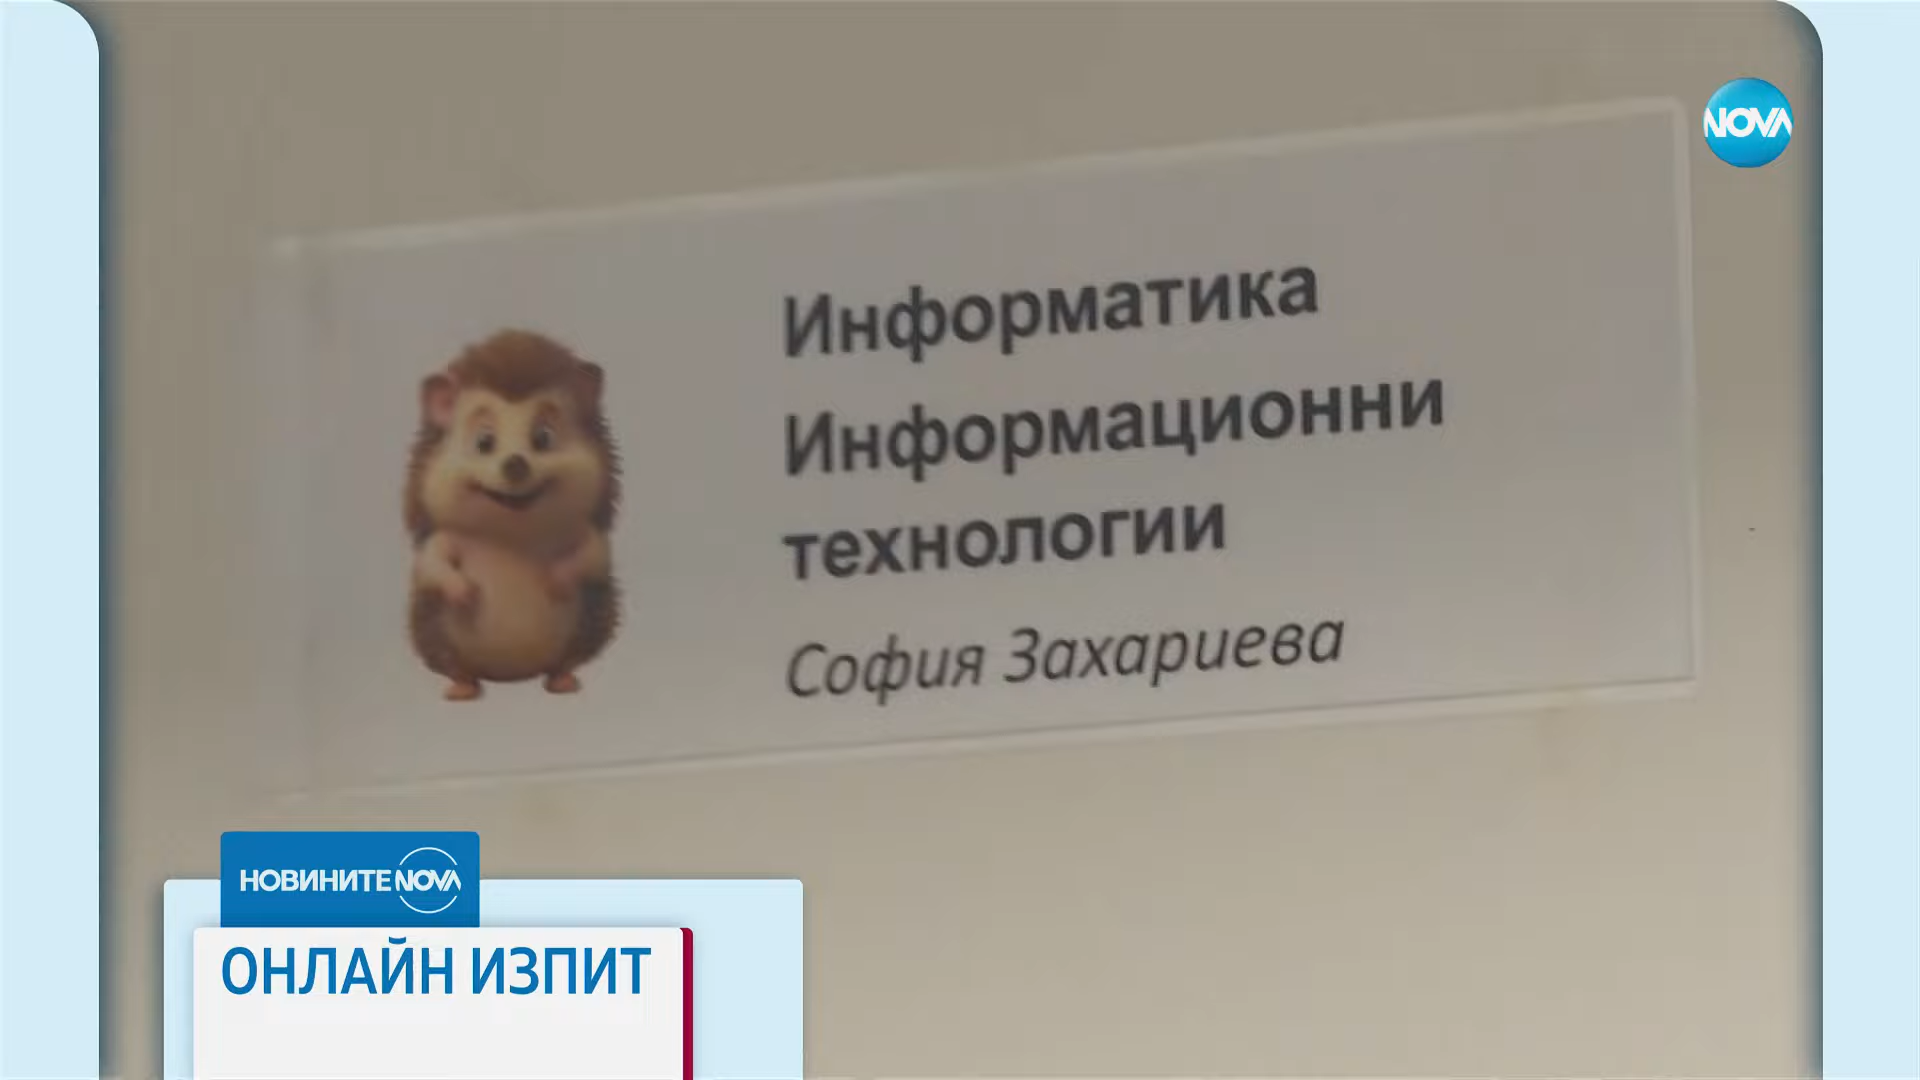 NOVA
Информатика
Информационни
технологии
София Захариева
НОВИНИТЕ NOVA
ОНЛАЙН ИЗПИТ